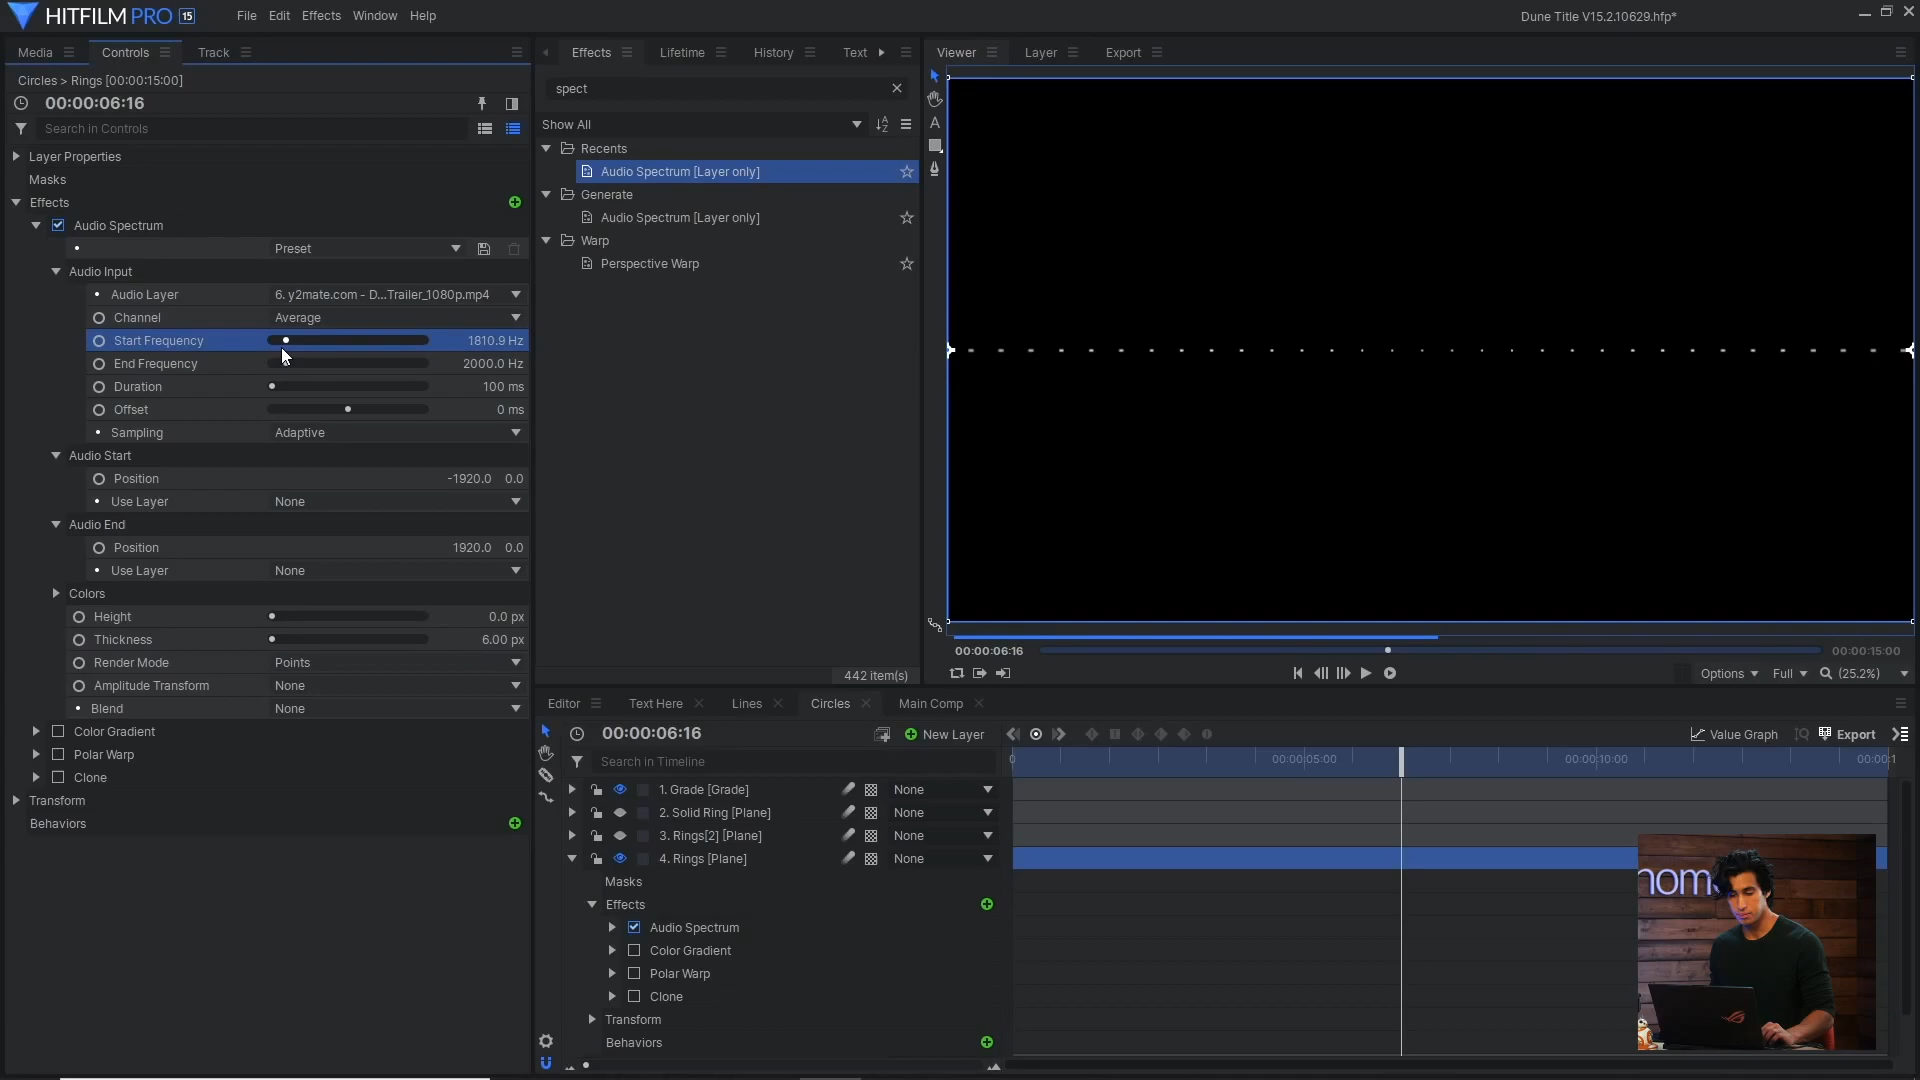 HITFILM PRO 15
File Edit Effects Window Help
Dune Title V15.2.10629.hfp*
Media Controls Track
Circles > Rings [00:00:15:00]
00:00:06:16
Search in Controls
Layer Properties
Masks
Effects
Audio Spectrum
Preset
Audio Input
Audio Layer 6. y2mate.com - D...Trailer_1080p.mp4
Channel Average
Start Frequency 1810.9 Hz
End Frequency 2000.0 Hz
Duration 100 ms
Offset 0 ms
Sampling Adaptive
Audio Start
Position -1920.0 0.0
Use Layer None
Audio End
Position 1920.0 0.0
Use Layer None
Colors
Height 0.0 px
Thickness 6.00 px
Render Mode Points
Amplitude Transform None
Blend None
Color Gradient
Polar Warp
Clone
Transform
Behaviors
Effects Lifetime History Text
spect
Show All
Recents
Audio Spectrum [Layer only]
Generate
Audio Spectrum [Layer only]
Warp
Perspective Warp
442 item(s)
Viewer Layer Export
00:00:06:16 00:00:15:00
Options Full (25.2%)
Editor Text Here Lines Circles Main Comp
00:00:06:16 New Layer Value Graph Export
Search in Timeline
0 00:00:05:00 00:00:10:00 00:00:1
1. Grade [Grade] None
2. Solid Ring [Plane] None
3. Rings[2] [Plane] None
4. Rings [Plane] None
Masks
Effects
Audio Spectrum
Color Gradient
Polar Warp
Clone
Transform
Behaviors